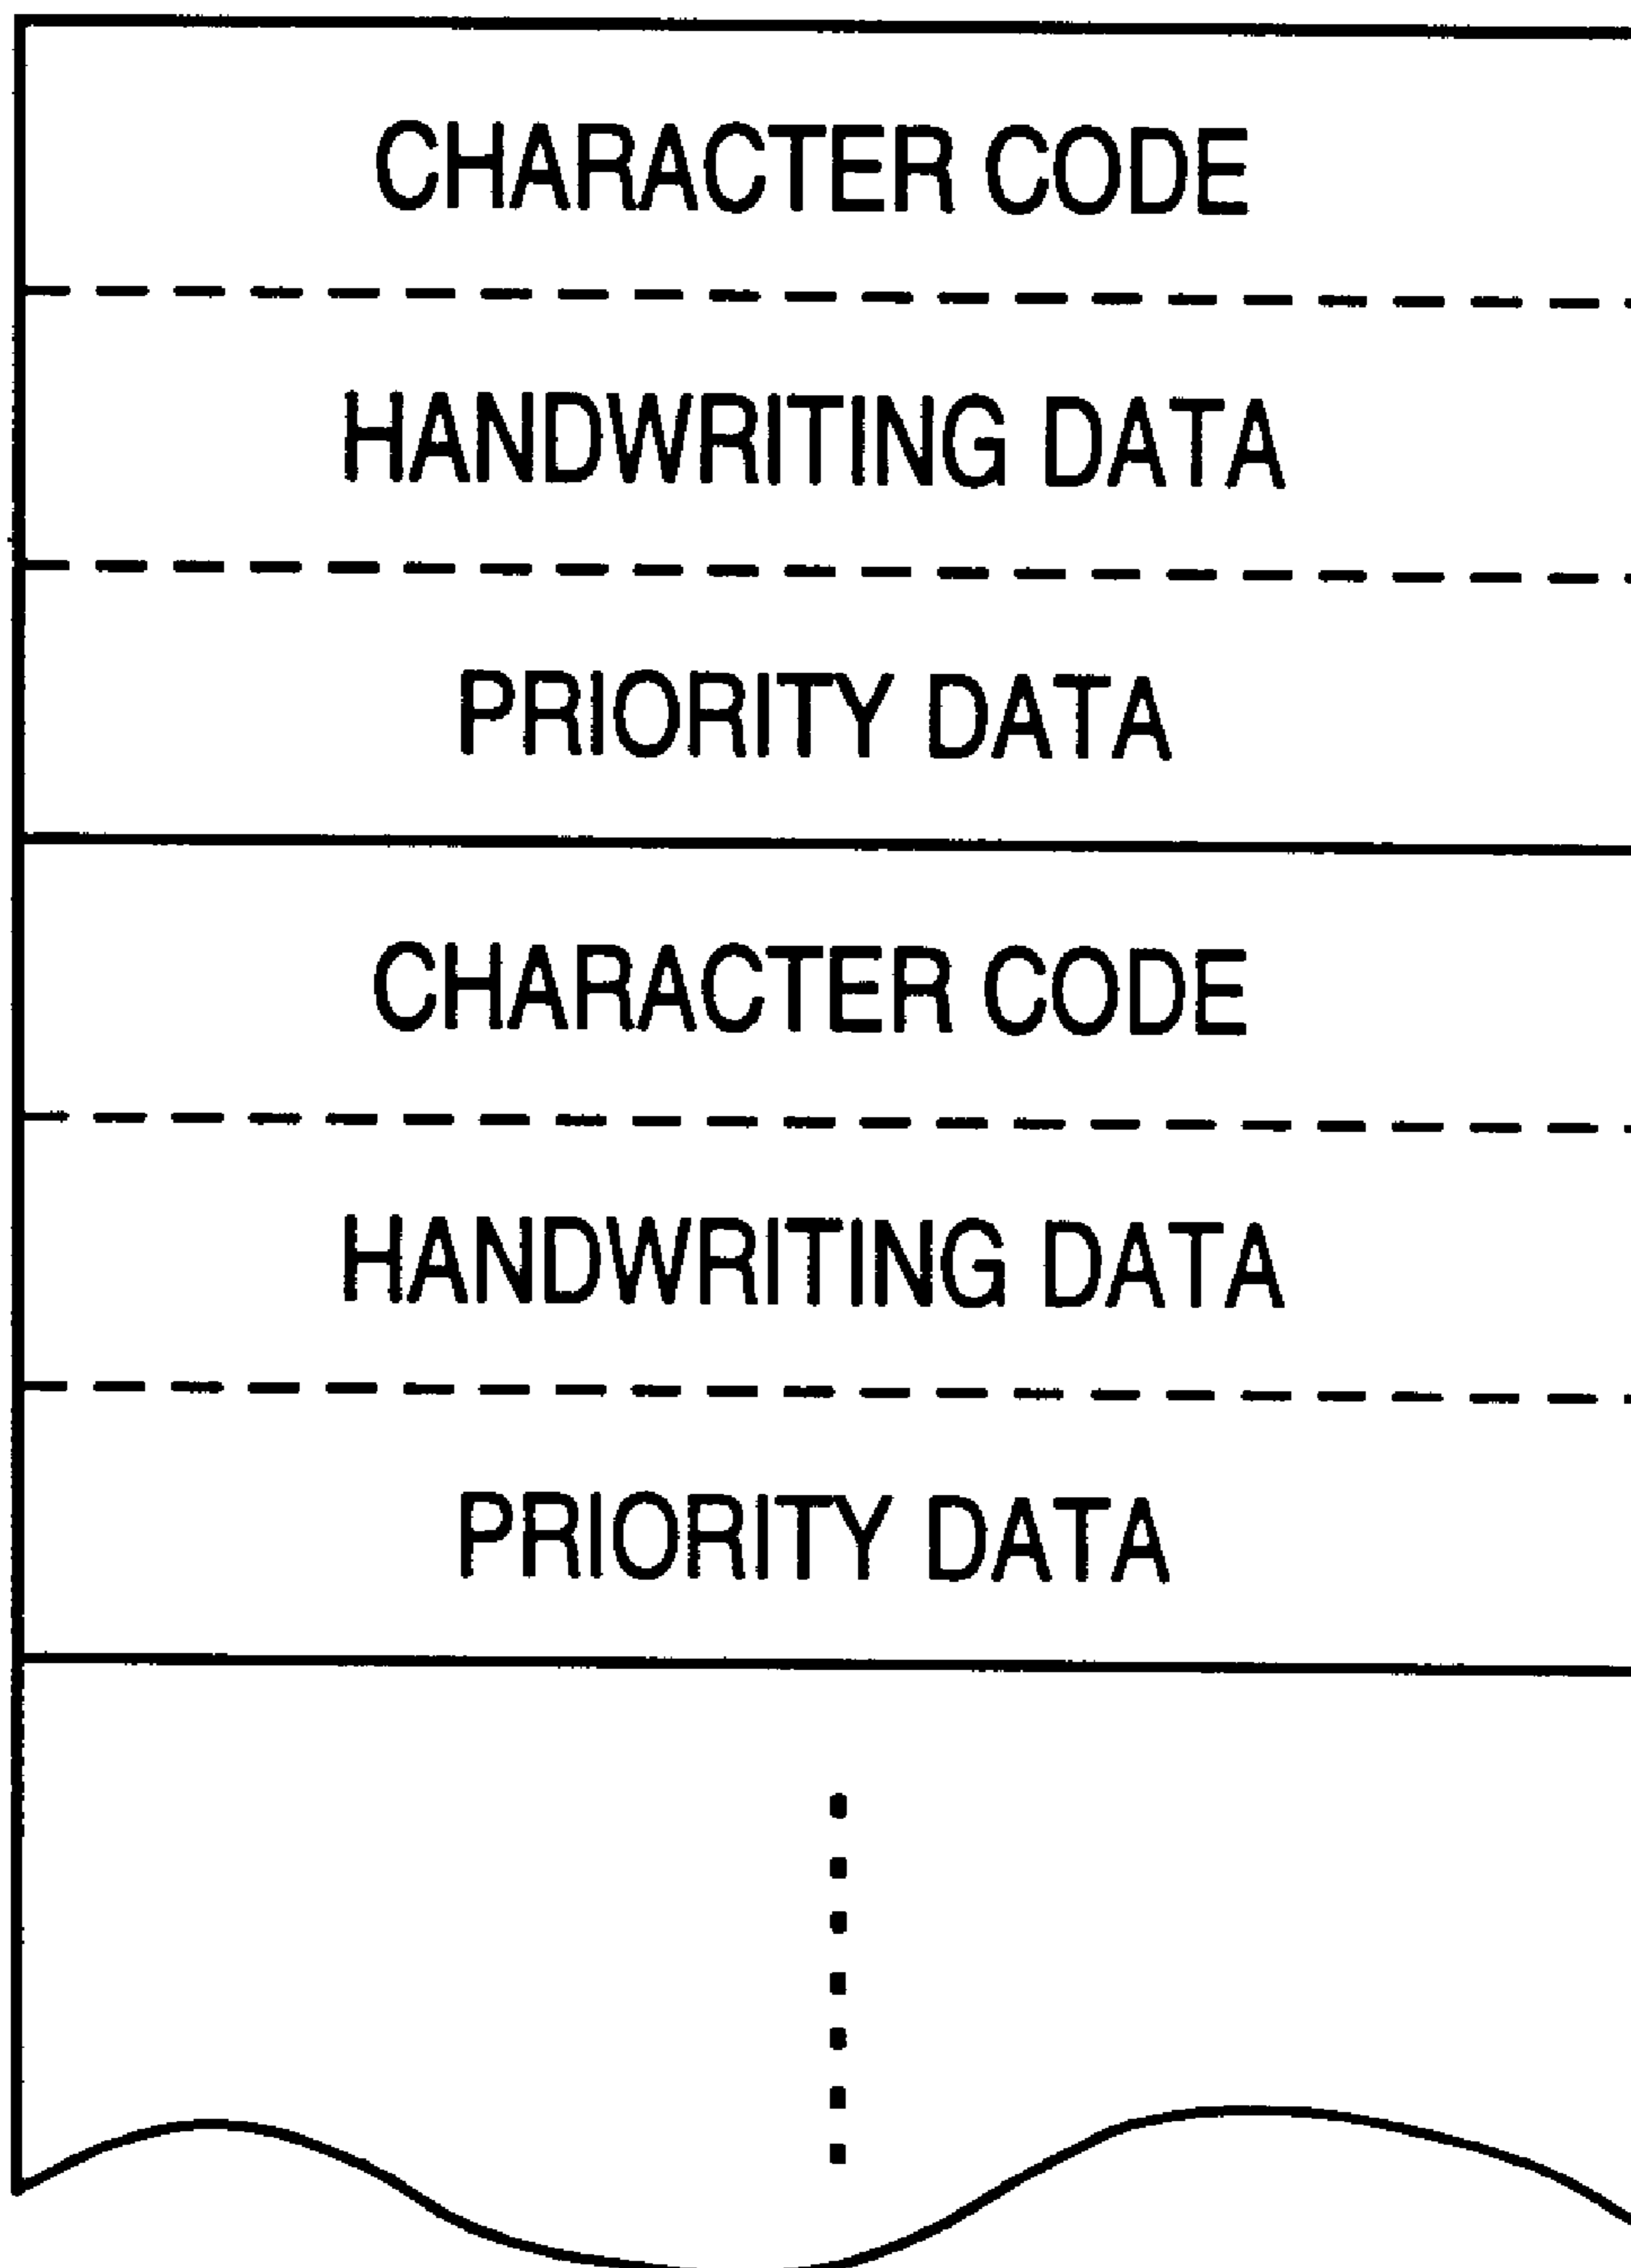 CHARACTER CODE
HANDWRITING DATA
PRIORITY DATA
CHARACTER CODE
HANDWRITING DATA
PRIORITY DATA